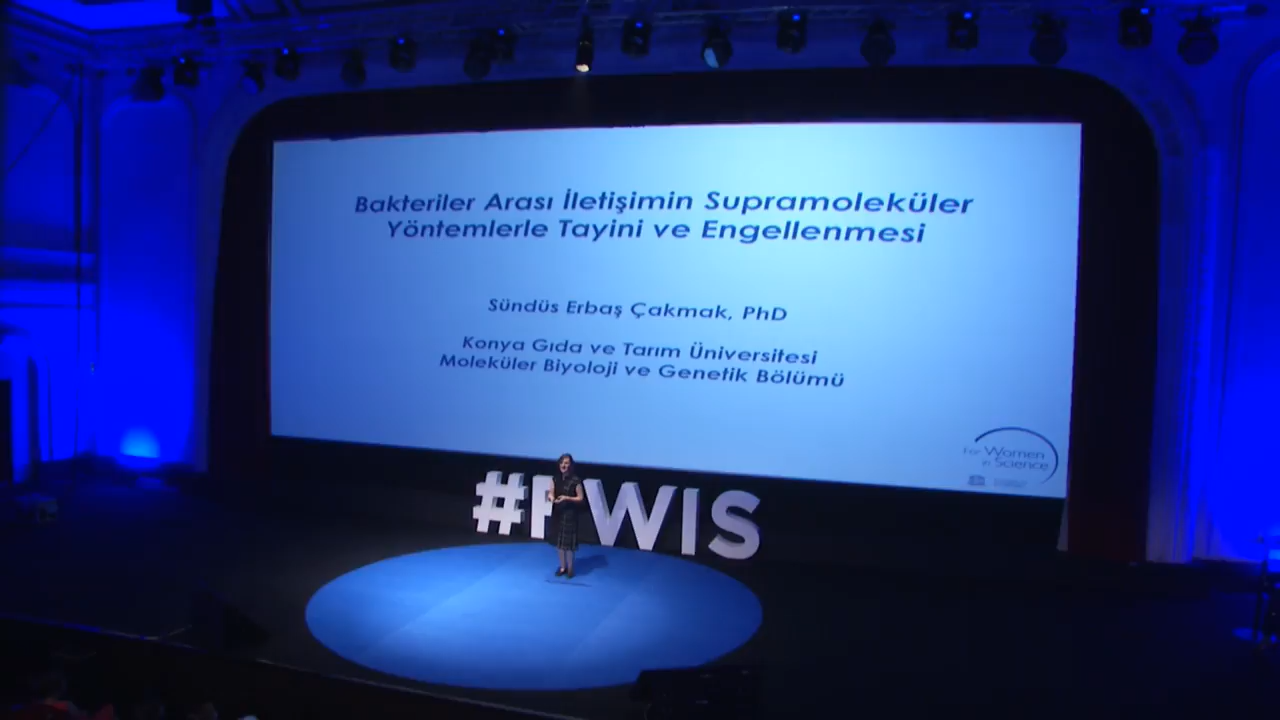 Bakteriler Arası İletişimin Supramoleküler
Yöntemlerle Tayini ve Engellenmesi
Sündüs Erbaş Çakmak, PhD
Konya Gıda ve Tarım Üniversitesi
Moleküler Biyoloji ve Genetik Bölümü
For Women
in Science
#FWIS